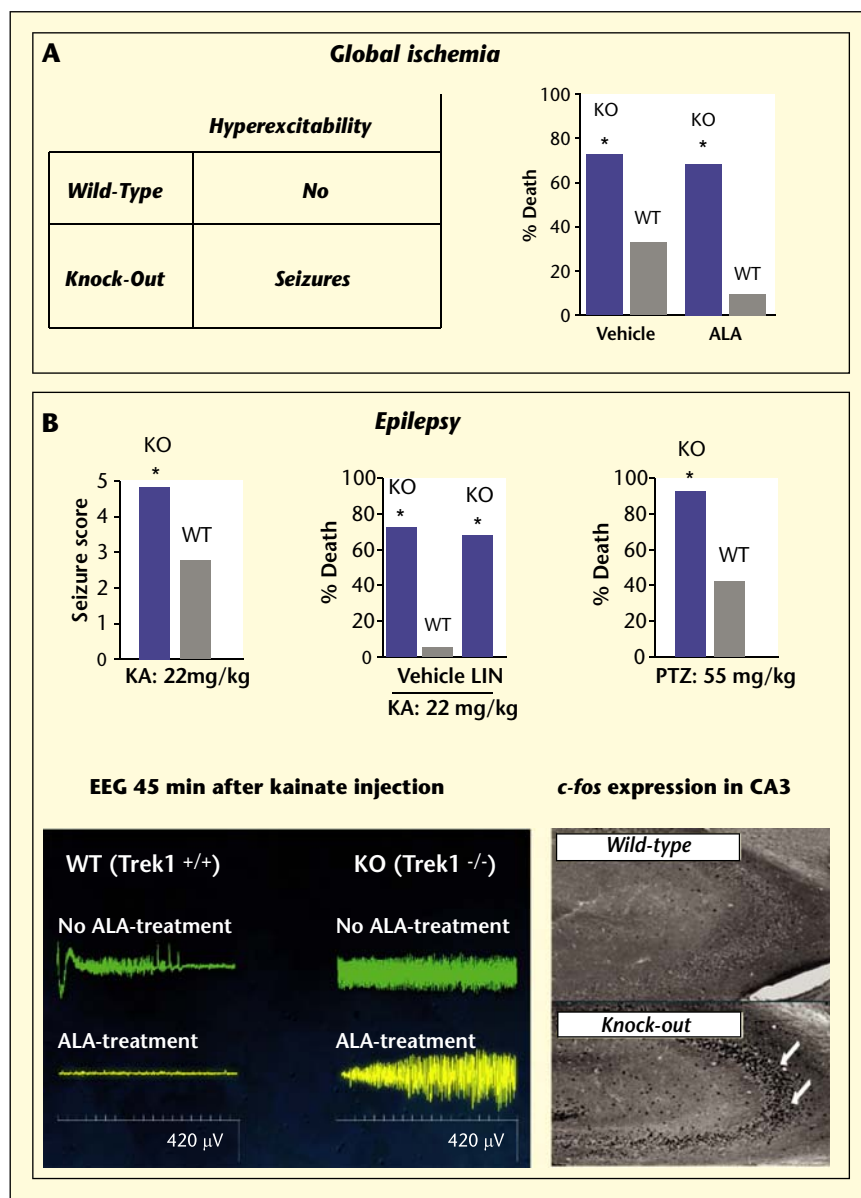 A
Global ischemia
Hyperexcitability
Wild-Type No
Knock-Out Seizures
100
80
60
40
20
0
% Death
KO
*
WT
KO
*
WT
Vehicle ALA
B
Epilepsy
5
4
3
2
1
0
Seizure score
KO
*
WT
KA: 22mg/kg
100
80
60
40
20
0
% Death
KO
*
WT
KO
*
Vehicle LIN
KA: 22 mg/kg
100
80
60
40
20
0
% Death
KO
*
WT
PTZ: 55 mg/kg
EEG 45 min after kainate injection
WT (Trek1 +/+) KO (Trek1 -/-)
No ALA-treatment No ALA-treatment
ALA-treatment ALA-treatment
420 µV 420 µV
c-fos expression in CA3
Wild-type
Knock-out